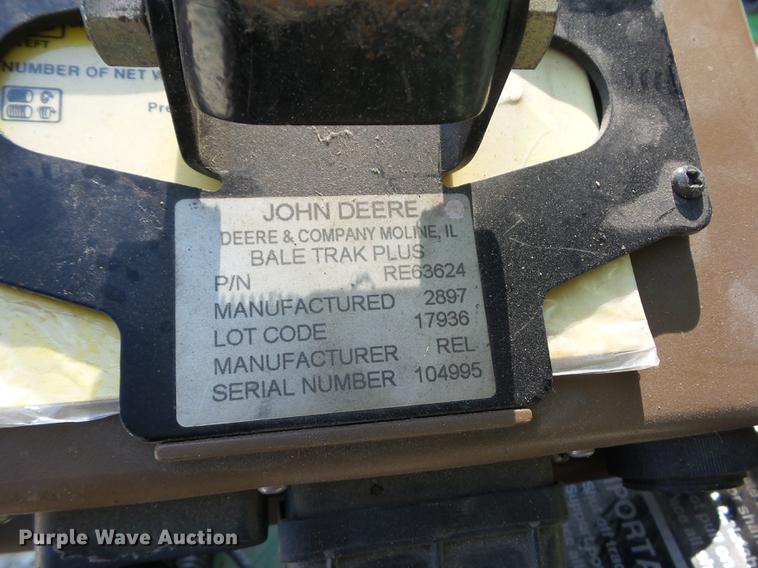 LEFT
NUMBER OF NET
JOHN DEERE
DEERE & COMPANY MOLINE, IL
BALE TRAK PLUS
P/N RE63624
MANUFACTURED 2897
LOT CODE 17936
MANUFACTURER REL
SERIAL NUMBER 104995
Purple Wave Auction